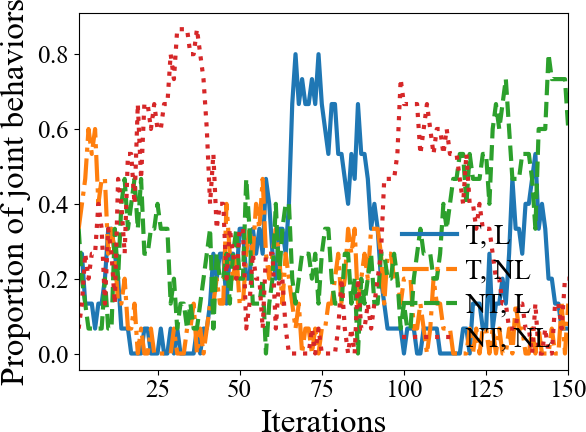 Proportion of joint behaviors
0.8
0.6
0.4
0.2
0.0
T, L
T, NL
NT, L
NT, NL
25 50 75 100 125 150
Iterations